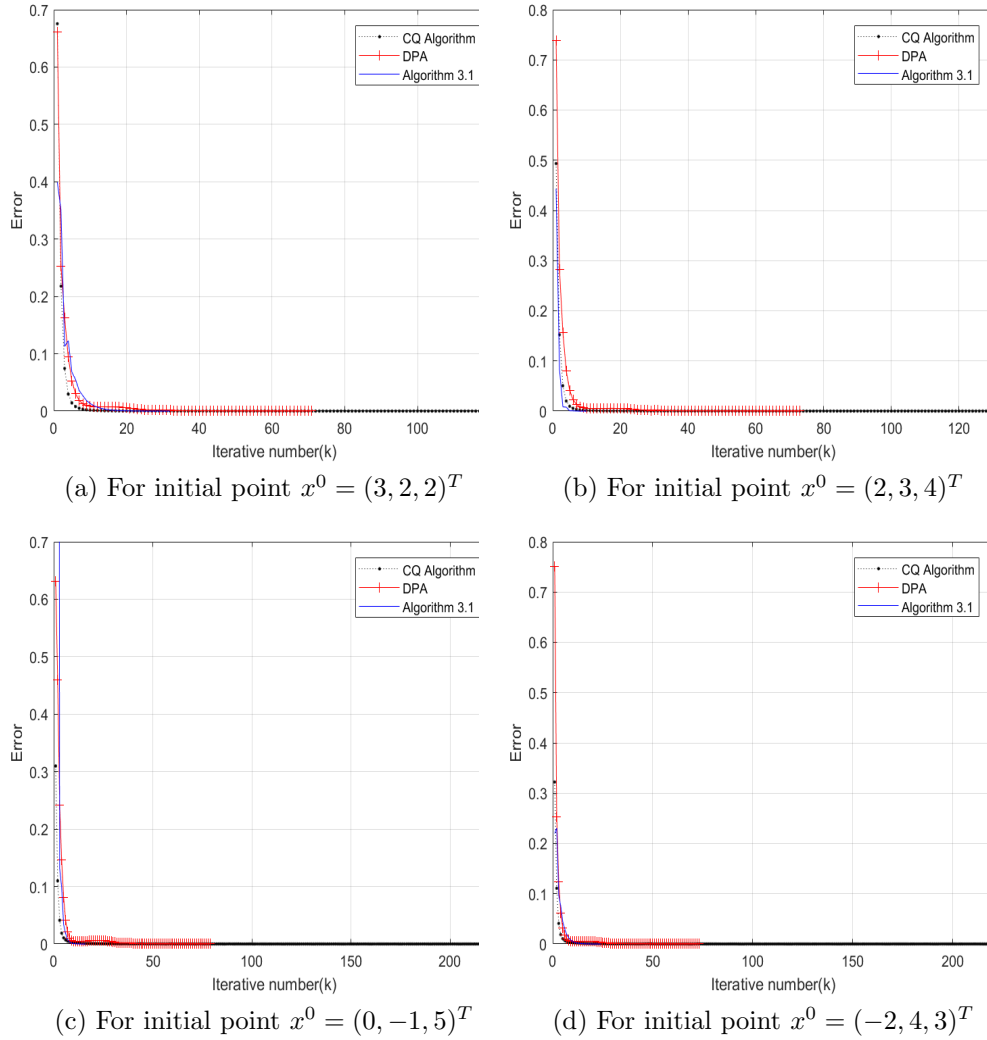 0.7
0.6
0.5
0.4
0.3
0.2
0.1
0
Error
0 20 40 60 80 100
Iterative number(k)
CQ Algorithm
DPA
Algorithm 3.1
(a) For initial point x^0 = (3, 2, 2)^T
0.8
0.7
0.6
0.5
0.4
0.3
0.2
0.1
0
Error
0 20 40 60 80 100 120
Iterative number(k)
CQ Algorithm
DPA
Algorithm 3.1
(b) For initial point x^0 = (2, 3, 4)^T
0.7
0.6
0.5
0.4
0.3
0.2
0.1
0
Error
0 50 100 150 200
Iterative number(k)
CQ Algorithm
DPA
Algorithm 3.1
(c) For initial point x^0 = (0, −1, 5)^T
0.8
0.7
0.6
0.5
0.4
0.3
0.2
0.1
0
Error
0 50 100 150 200
Iterative number(k)
CQ Algorithm
DPA
Algorithm 3.1
(d) For initial point x^0 = (−2, 4, 3)^T